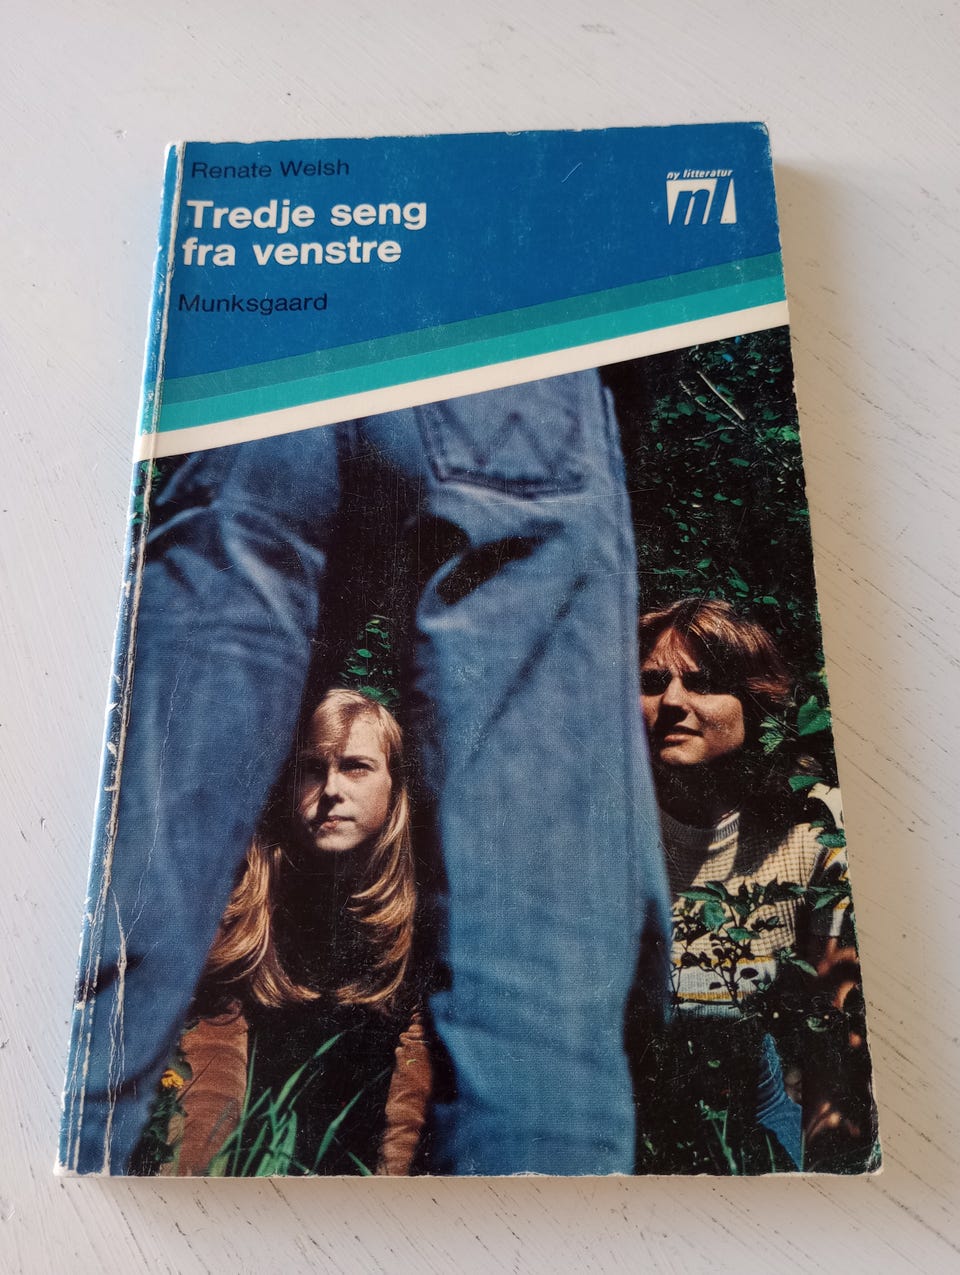 Renate Welsh
Tredje seng
fra venstre
Munksgaard
ny litteratur
nl